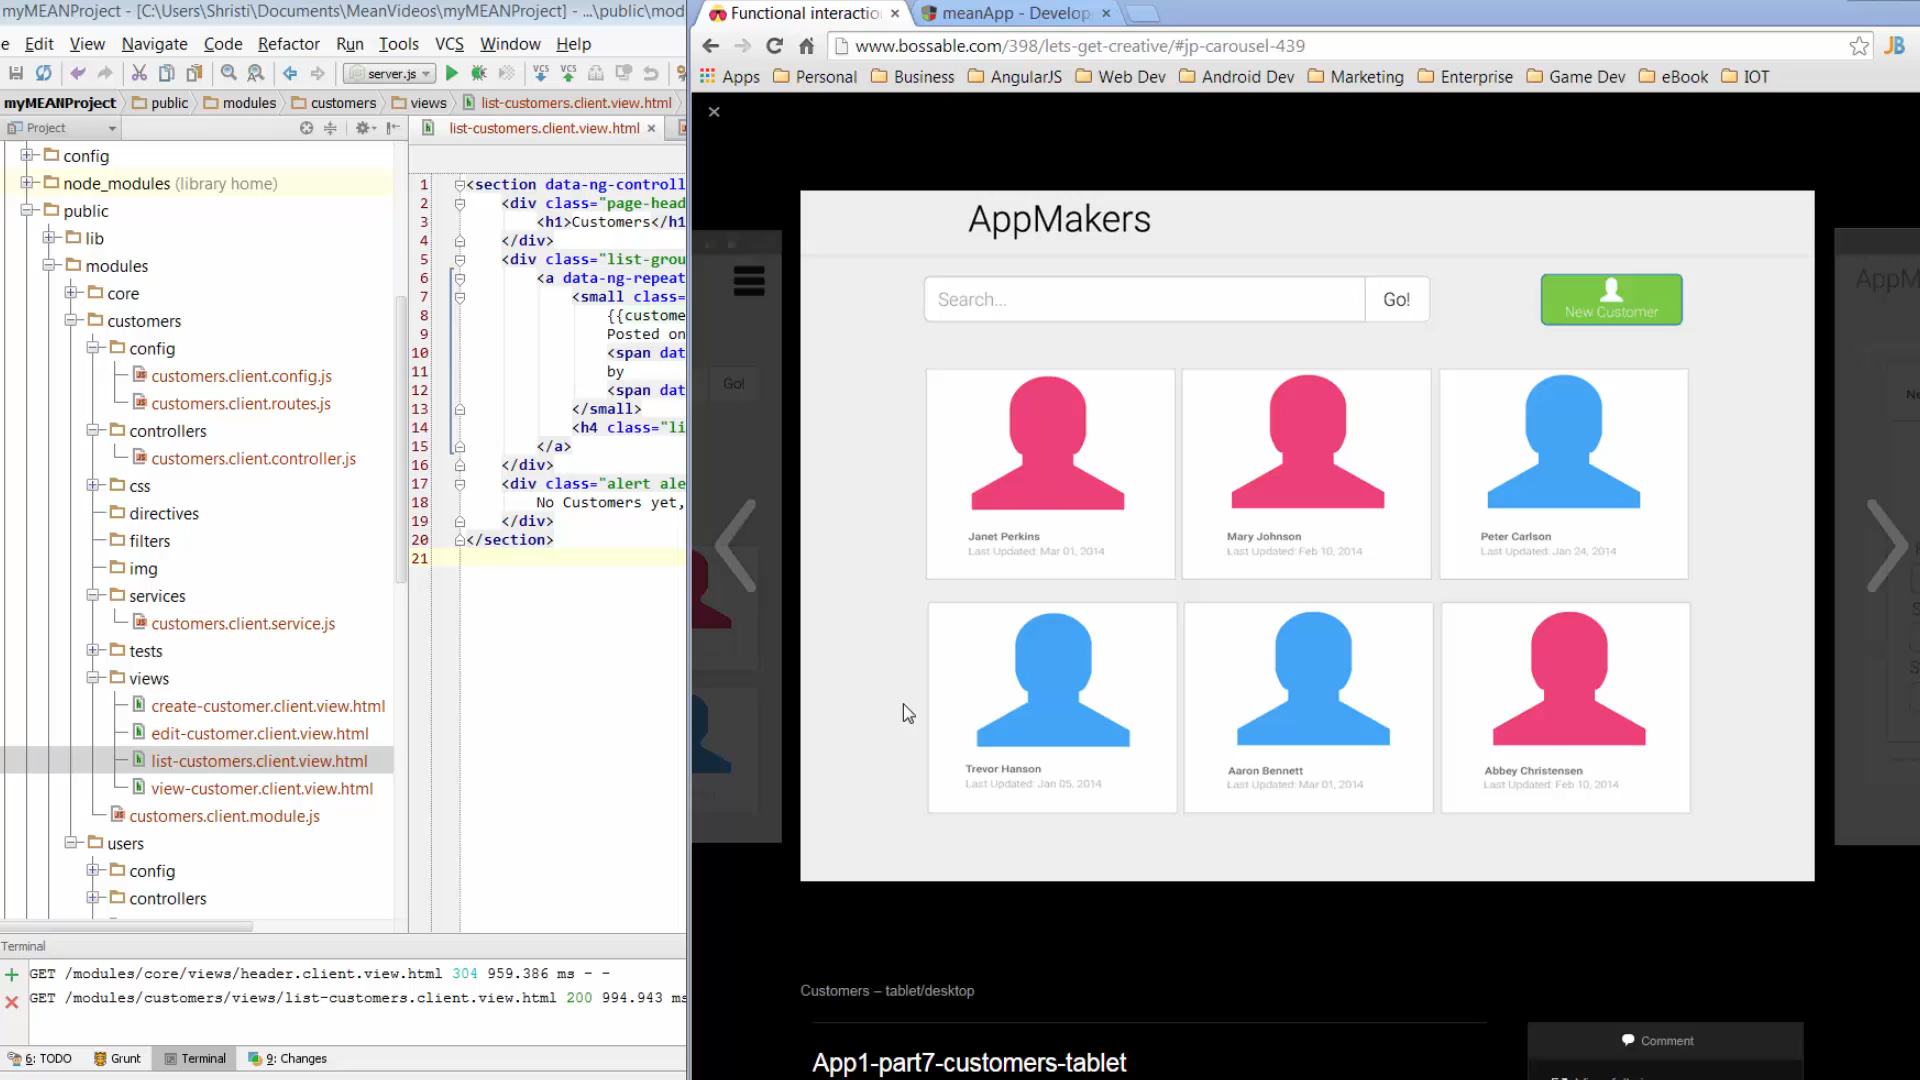 myMEANProject - [C:\Users\Shristi\Documents\MeanVideos\myMEANProject] - ...\public\mod
e Edit View Navigate Code Refactor Run Tools VCS Window Help
server.js
VCS VCS
myMEANProject public modules customers views list-customers.client.view.html
Project
list-customers.client.view.html
config
node_modules (library home)
public
lib
modules
core
customers
config
customers.client.config.js
customers.client.routes.js
controllers
customers.client.controller.js
css
directives
filters
img
services
customers.client.service.js
tests
views
create-customer.client.view.html
edit-customer.client.view.html
list-customers.client.view.html
view-customer.client.view.html
customers.client.module.js
users
config
controllers
1 <section data-ng-controll
2 <div class="page-head
3 <h1>Customers</h1
4 </div>
5 <div class="list-grou
6 <a data-ng-repeat
7 <small class=
8 {{custome
9 Posted on
10 <span dat
11 by
12 <span dat
13 </small>
14 <h4 class="li
15 </a>
16 </div>
17 <div class="alert ale
18 No Customers yet,
19 </div>
20 </section>
21
Terminal
GET /modules/core/views/header.client.view.html 304 959.386 ms - -
GET /modules/customers/views/list-customers.client.view.html 200 994.943 ms
6: TODO Grunt Terminal 9: Changes
Functional interactio
meanApp - Develop
www.bossable.com/398/lets-get-creative/#jp-carousel-439
JB
Apps Personal Business AngularJS Web Dev Android Dev Marketing Enterprise Game Dev eBook IOT
AppMakers
Search...
Go!
New Customer
Go!
Janet Perkins
Last Updated: Mar 01, 2014
Mary Johnson
Last Updated: Feb 10, 2014
Peter Carlson
Last Updated: Jan 24, 2014
Trevor Hanson
Last Updated: Jan 05, 2014
Aaron Bennett
Last Updated: Mar 01, 2014
Abbey Christensen
Last Updated: Feb 10, 2014
AppM
Customers – tablet/desktop
App1-part7-customers-tablet
Comment